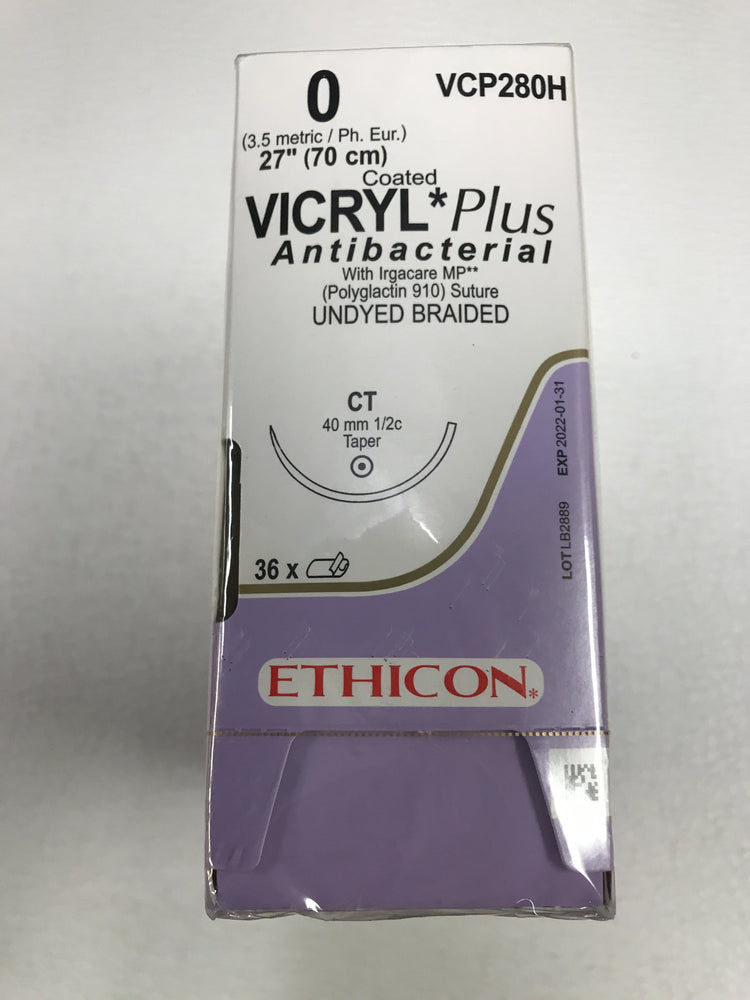 0
VCP280H
(3.5 metric / Ph. Eur.)
27" (70 cm)
Coated
VICRYL* Plus
Antibacterial
With Irgacare MP**
(Polyglactin 910) Suture
UNDYED BRAIDED
CT
40 mm 1/2c
Taper
36 x
LOT LB2889 EXP 2022-01-31
ETHICON*